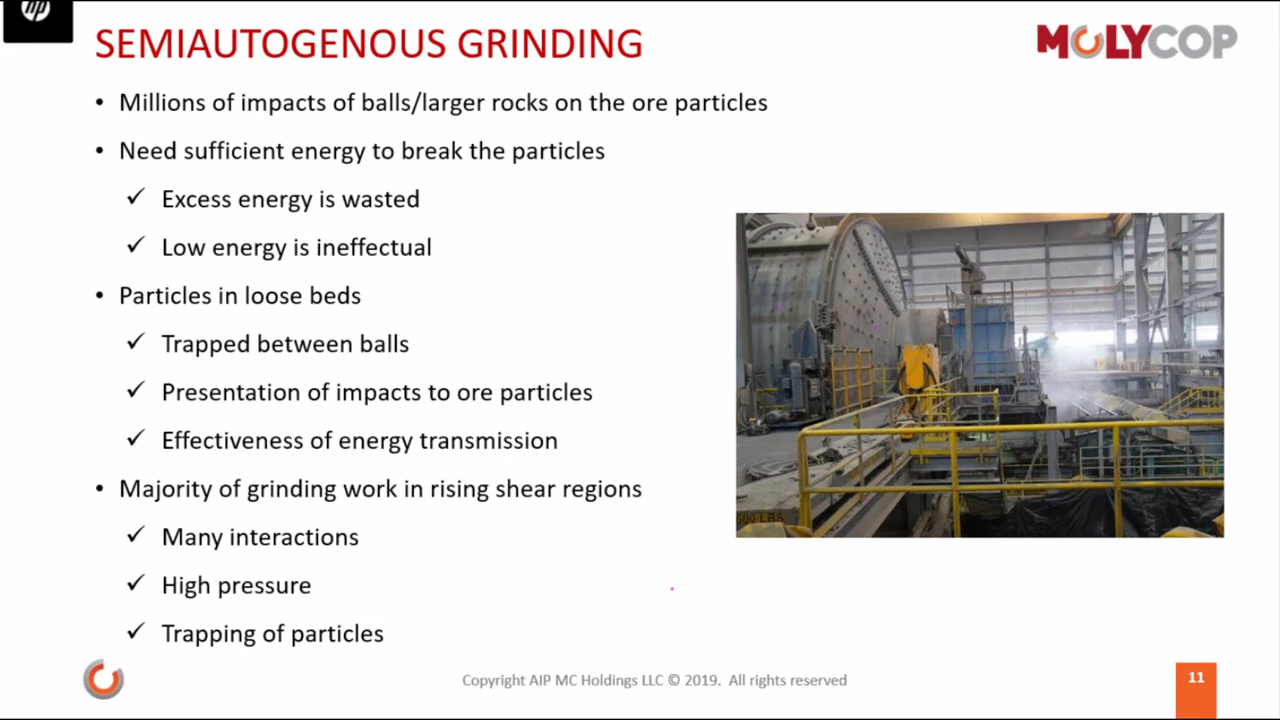 hp
SEMIAUTOGENOUS GRINDING
MOLYCOP
• Millions of impacts of balls/larger rocks on the ore particles
• Need sufficient energy to break the particles
✓ Excess energy is wasted
✓ Low energy is ineffectual
• Particles in loose beds
✓ Trapped between balls
✓ Presentation of impacts to ore particles
✓ Effectiveness of energy transmission
• Majority of grinding work in rising shear regions
✓ Many interactions
✓ High pressure
✓ Trapping of particles
LBS
Copyright AIP MC Holdings LLC © 2019. All rights reserved
11